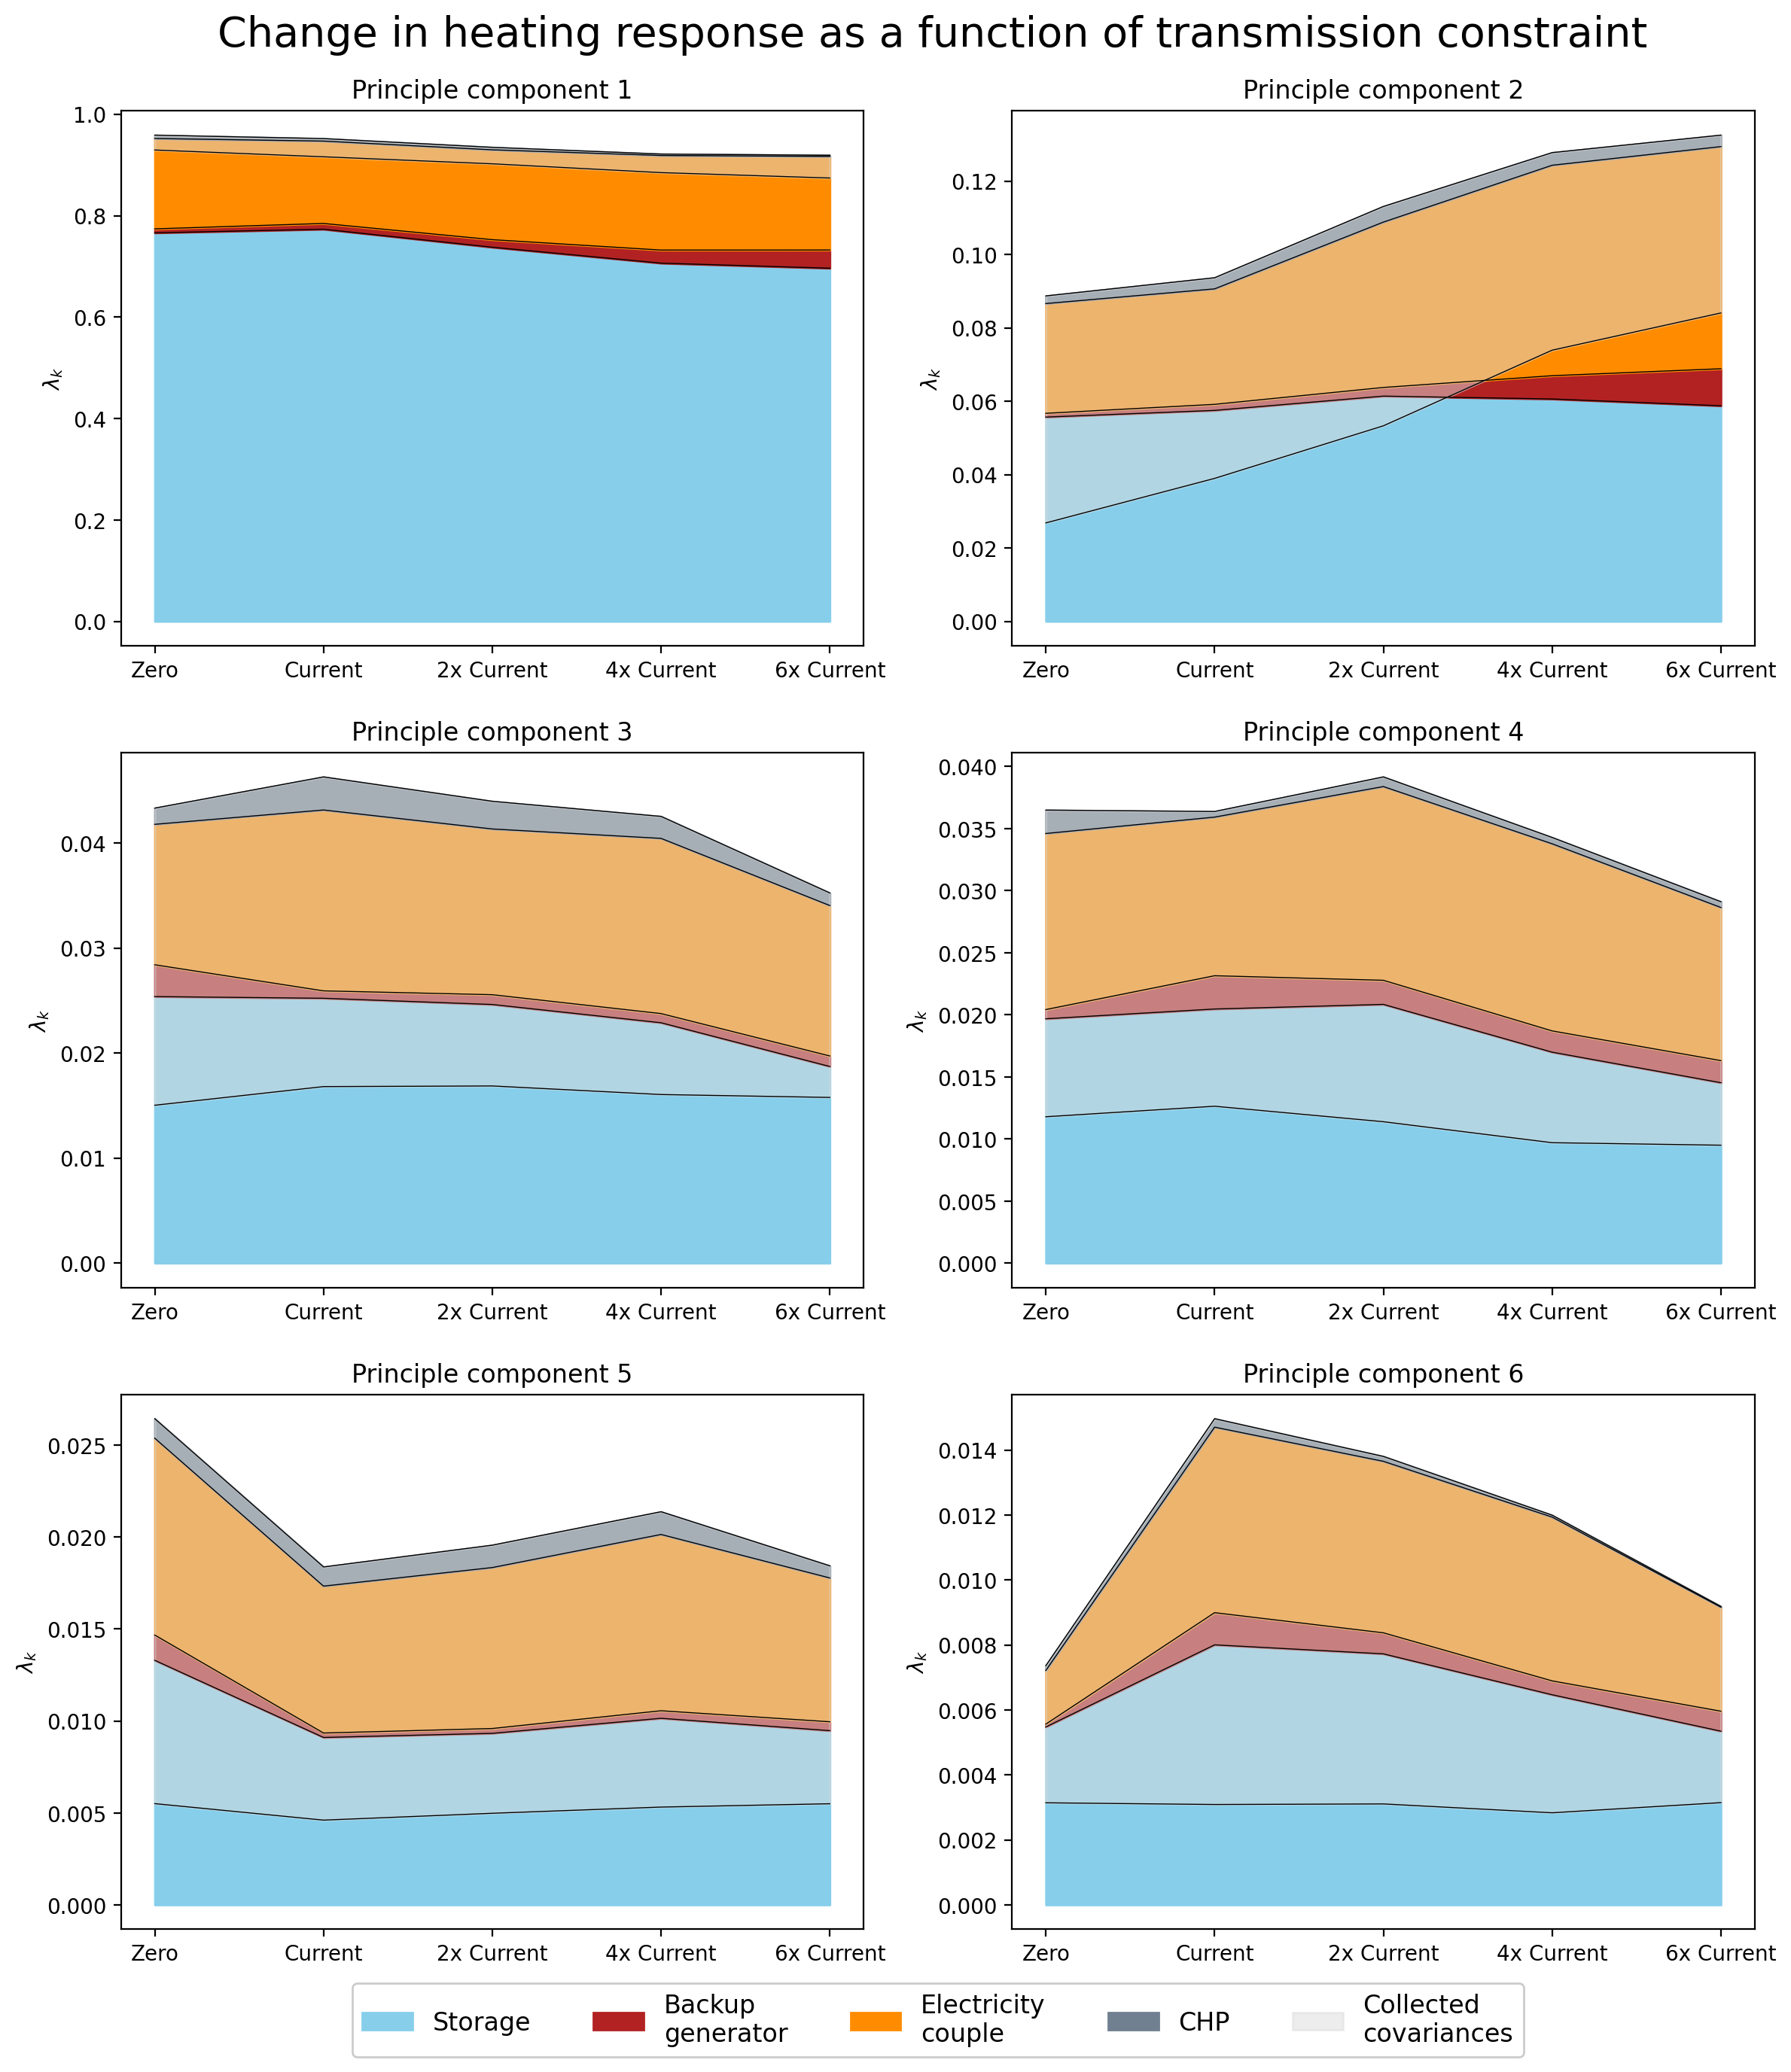 Change in heating response as a function of transmission constraint
Principle component 1
1.0
0.8
0.6
0.4
0.2
0.0
λk
Zero Current 2x Current 4x Current 6x Current
Principle component 2
0.12
0.10
0.08
0.06
0.04
0.02
0.00
λk
Zero Current 2x Current 4x Current 6x Current
Principle component 3
0.04
0.03
0.02
0.01
0.00
λk
Zero Current 2x Current 4x Current 6x Current
Principle component 4
0.040
0.035
0.030
0.025
0.020
0.015
0.010
0.005
0.000
λk
Zero Current 2x Current 4x Current 6x Current
Principle component 5
0.025
0.020
0.015
0.010
0.005
0.000
λk
Zero Current 2x Current 4x Current 6x Current
Principle component 6
0.014
0.012
0.010
0.008
0.006
0.004
0.002
0.000
λk
Zero Current 2x Current 4x Current 6x Current
Storage
Backup
generator
Electricity
couple
CHP
Collected
covariances